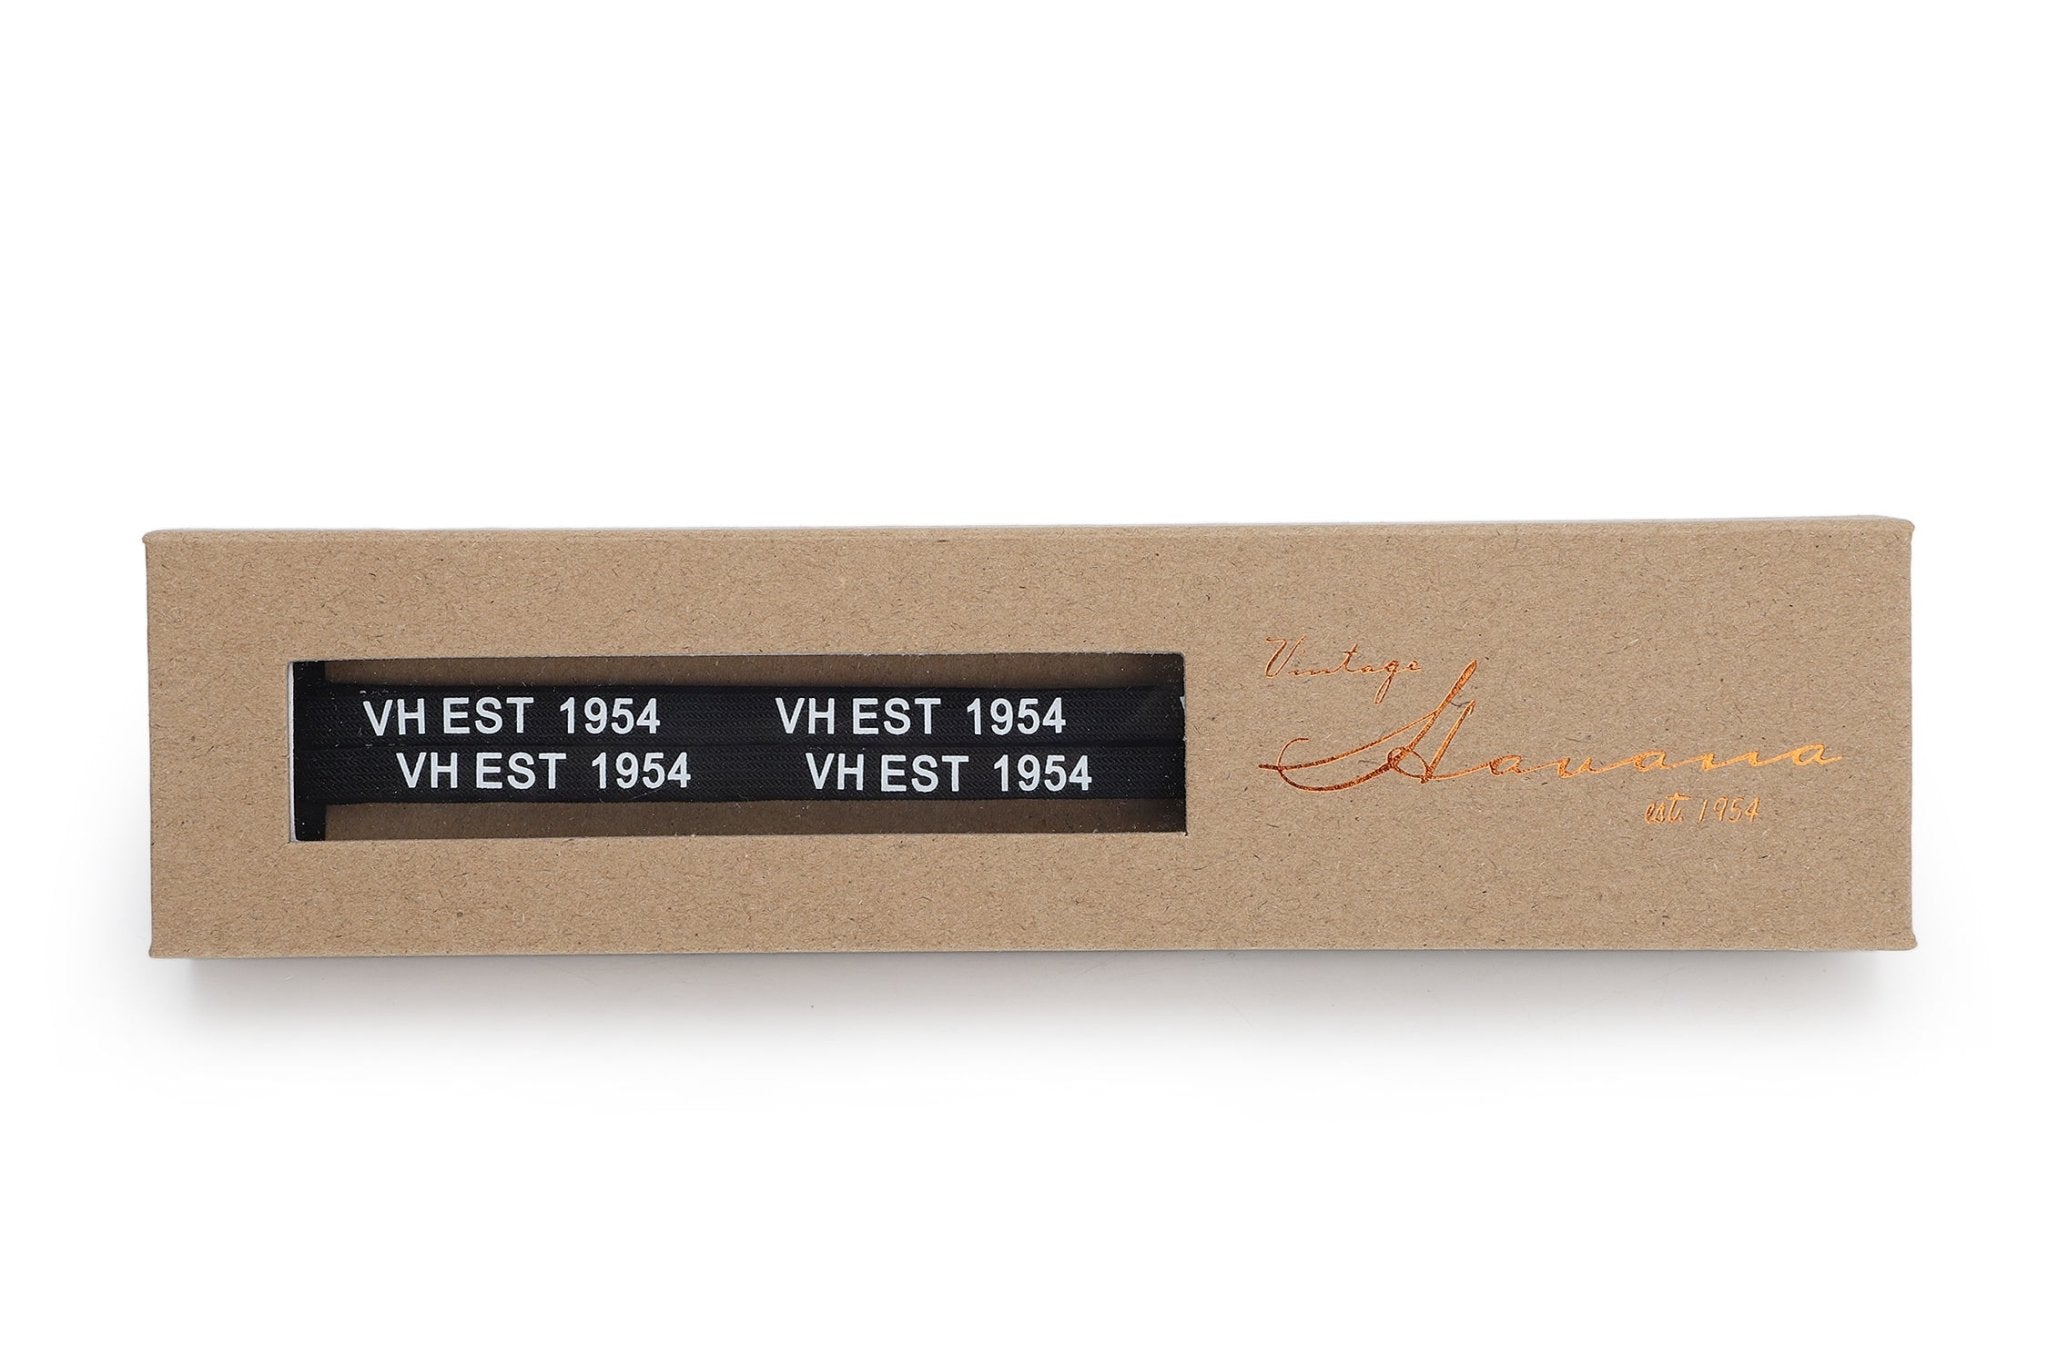 VH EST 1954 VH EST 1954
VH EST 1954 VH EST 1954
Vintage
Havana
est. 1954